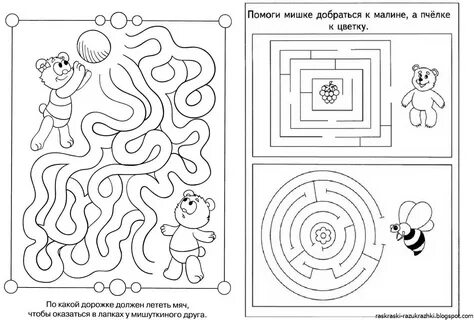 По какой дорожке должен лететь мяч,
чтобы оказаться в лапках у мишуткиного друга.
Помоги мишке добраться к малине, а пчёлке
к цветку.
raskraski-razukrazhki.blogspot.com